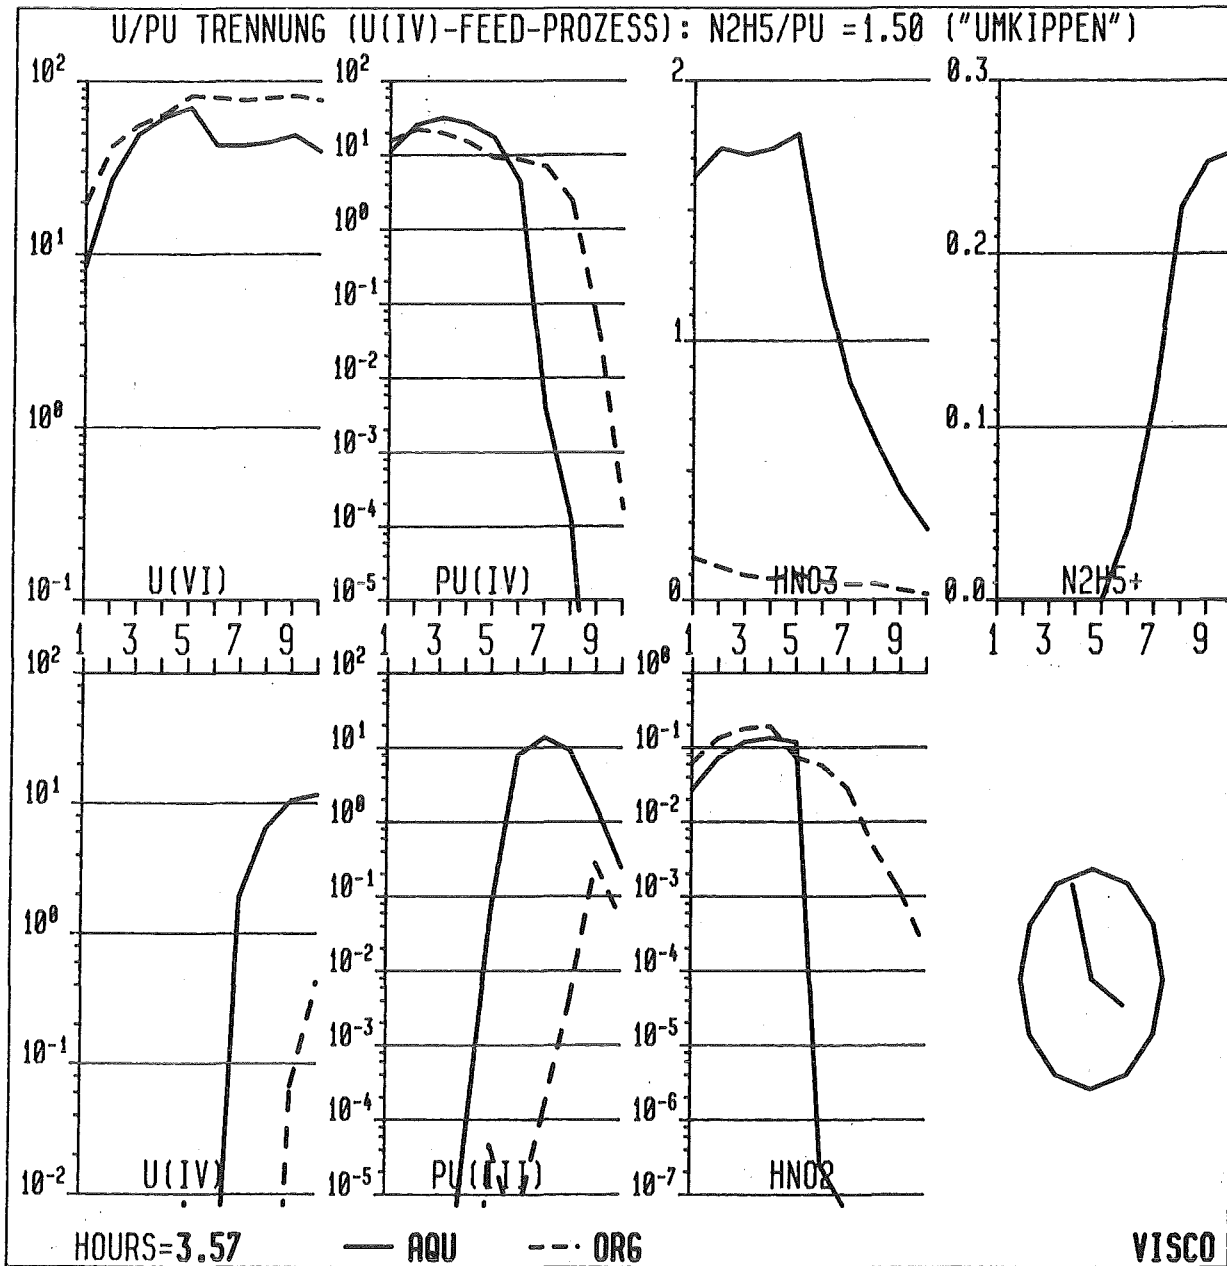 U/PU TRENNUNG (U(IV)-FEED-PROZESS): N2H5/PU =1.50 ("UMKIPPEN")
10² 10² 2 0.3
10¹
10¹
10⁰ 0.2
10¹
10⁻¹
1
10⁻²
10⁰ 0.1
10⁻³
10⁻⁴
10⁻¹ U(VI) 10⁻⁵ PU(IV) 0 HNO3 0.0 N2H5+
1 3 5 7 9 1 3 5 7 9 1 3 5 7 9 1 3 5 7 9
10² 10² 10⁰
10¹ 10⁻¹
10¹
10⁰ 10⁻²
10⁻¹ 10⁻³
10⁰
10⁻² 10⁻⁴
10⁻¹ 10⁻³ 10⁻⁵
10⁻⁴ 10⁻⁶
10⁻² U(IV) 10⁻⁵ PU(III) 10⁻⁷ HNO2
HOURS=3.57 AQU ORG VISCO